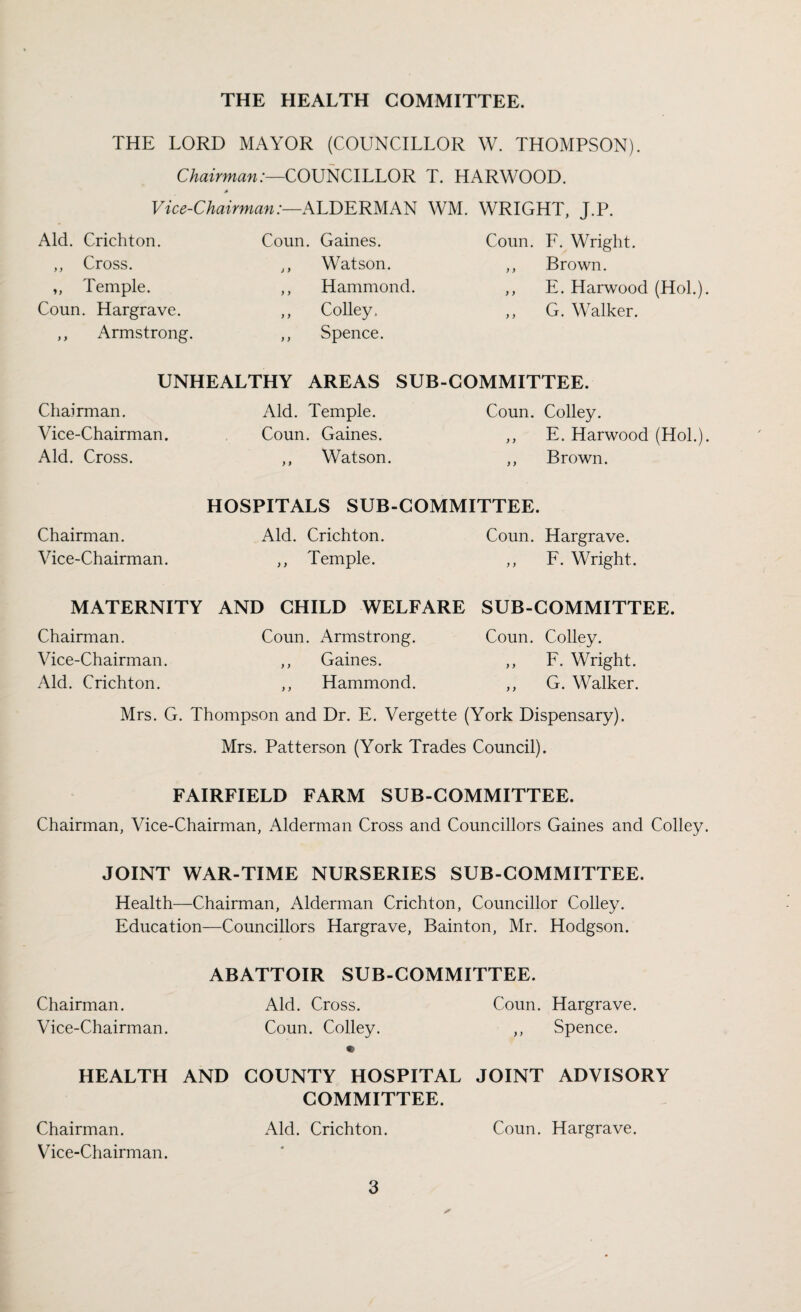 THE HEALTH COMMITTEE.
THE LORD MAYOR (COUNCILLOR W. THOMPSON).
Chairman:—COUNCILLOR T. HARWOOD.
Vice-Chairman:—ALDERMAN WM. WRIGHT, J.P.
Ald. Crichton. Coun. Gaines. Coun. F. Wright.
,, Cross. ,, Watson. ,, Brown.
,, Temple. ,, Hammond. ,, E. Harwood (Hol.).
Coun. Hargrave. ,, Colley. ,, G. Walker.
,, Armstrong. ,, Spence.
UNHEALTHY AREAS SUB-COMMITTEE.
Chairman. Ald. Temple. Coun. Colley.
Vice-Chairman. Coun. Gaines. ,, E. Harwood (Hol.).
Ald. Cross. ,, Watson. ,, Brown.
HOSPITALS SUB-COMMITTEE.
Chairman. Ald. Crichton. Coun. Hargrave.
Vice-Chairman. ,, Temple. ,, F. Wright.
MATERNITY AND CHILD WELFARE SUB-COMMITTEE.
Chairman. Coun. Armstrong. Coun. Colley.
Vice-Chairman. ,, Gaines. ,, F. Wright.
Ald. Crichton. ,, Hammond. ,, G. Walker.
Mrs. G. Thompson and Dr. E. Vergette (York Dispensary).
Mrs. Patterson (York Trades Council).
FAIRFIELD FARM SUB-COMMITTEE.
Chairman, Vice-Chairman, Alderman Cross and Councillors Gaines and Colley.
JOINT WAR-TIME NURSERIES SUB-COMMITTEE.
Health—Chairman, Alderman Crichton, Councillor Colley.
Education—Councillors Hargrave, Bainton, Mr. Hodgson.
ABATTOIR SUB-COMMITTEE.
Chairman. Ald. Cross. Coun. Hargrave.
Vice-Chairman. Coun. Colley. ,, Spence.
HEALTH AND COUNTY HOSPITAL JOINT ADVISORY
COMMITTEE.
Chairman. Ald. Crichton. Coun. Hargrave.
Vice-Chairman.
3